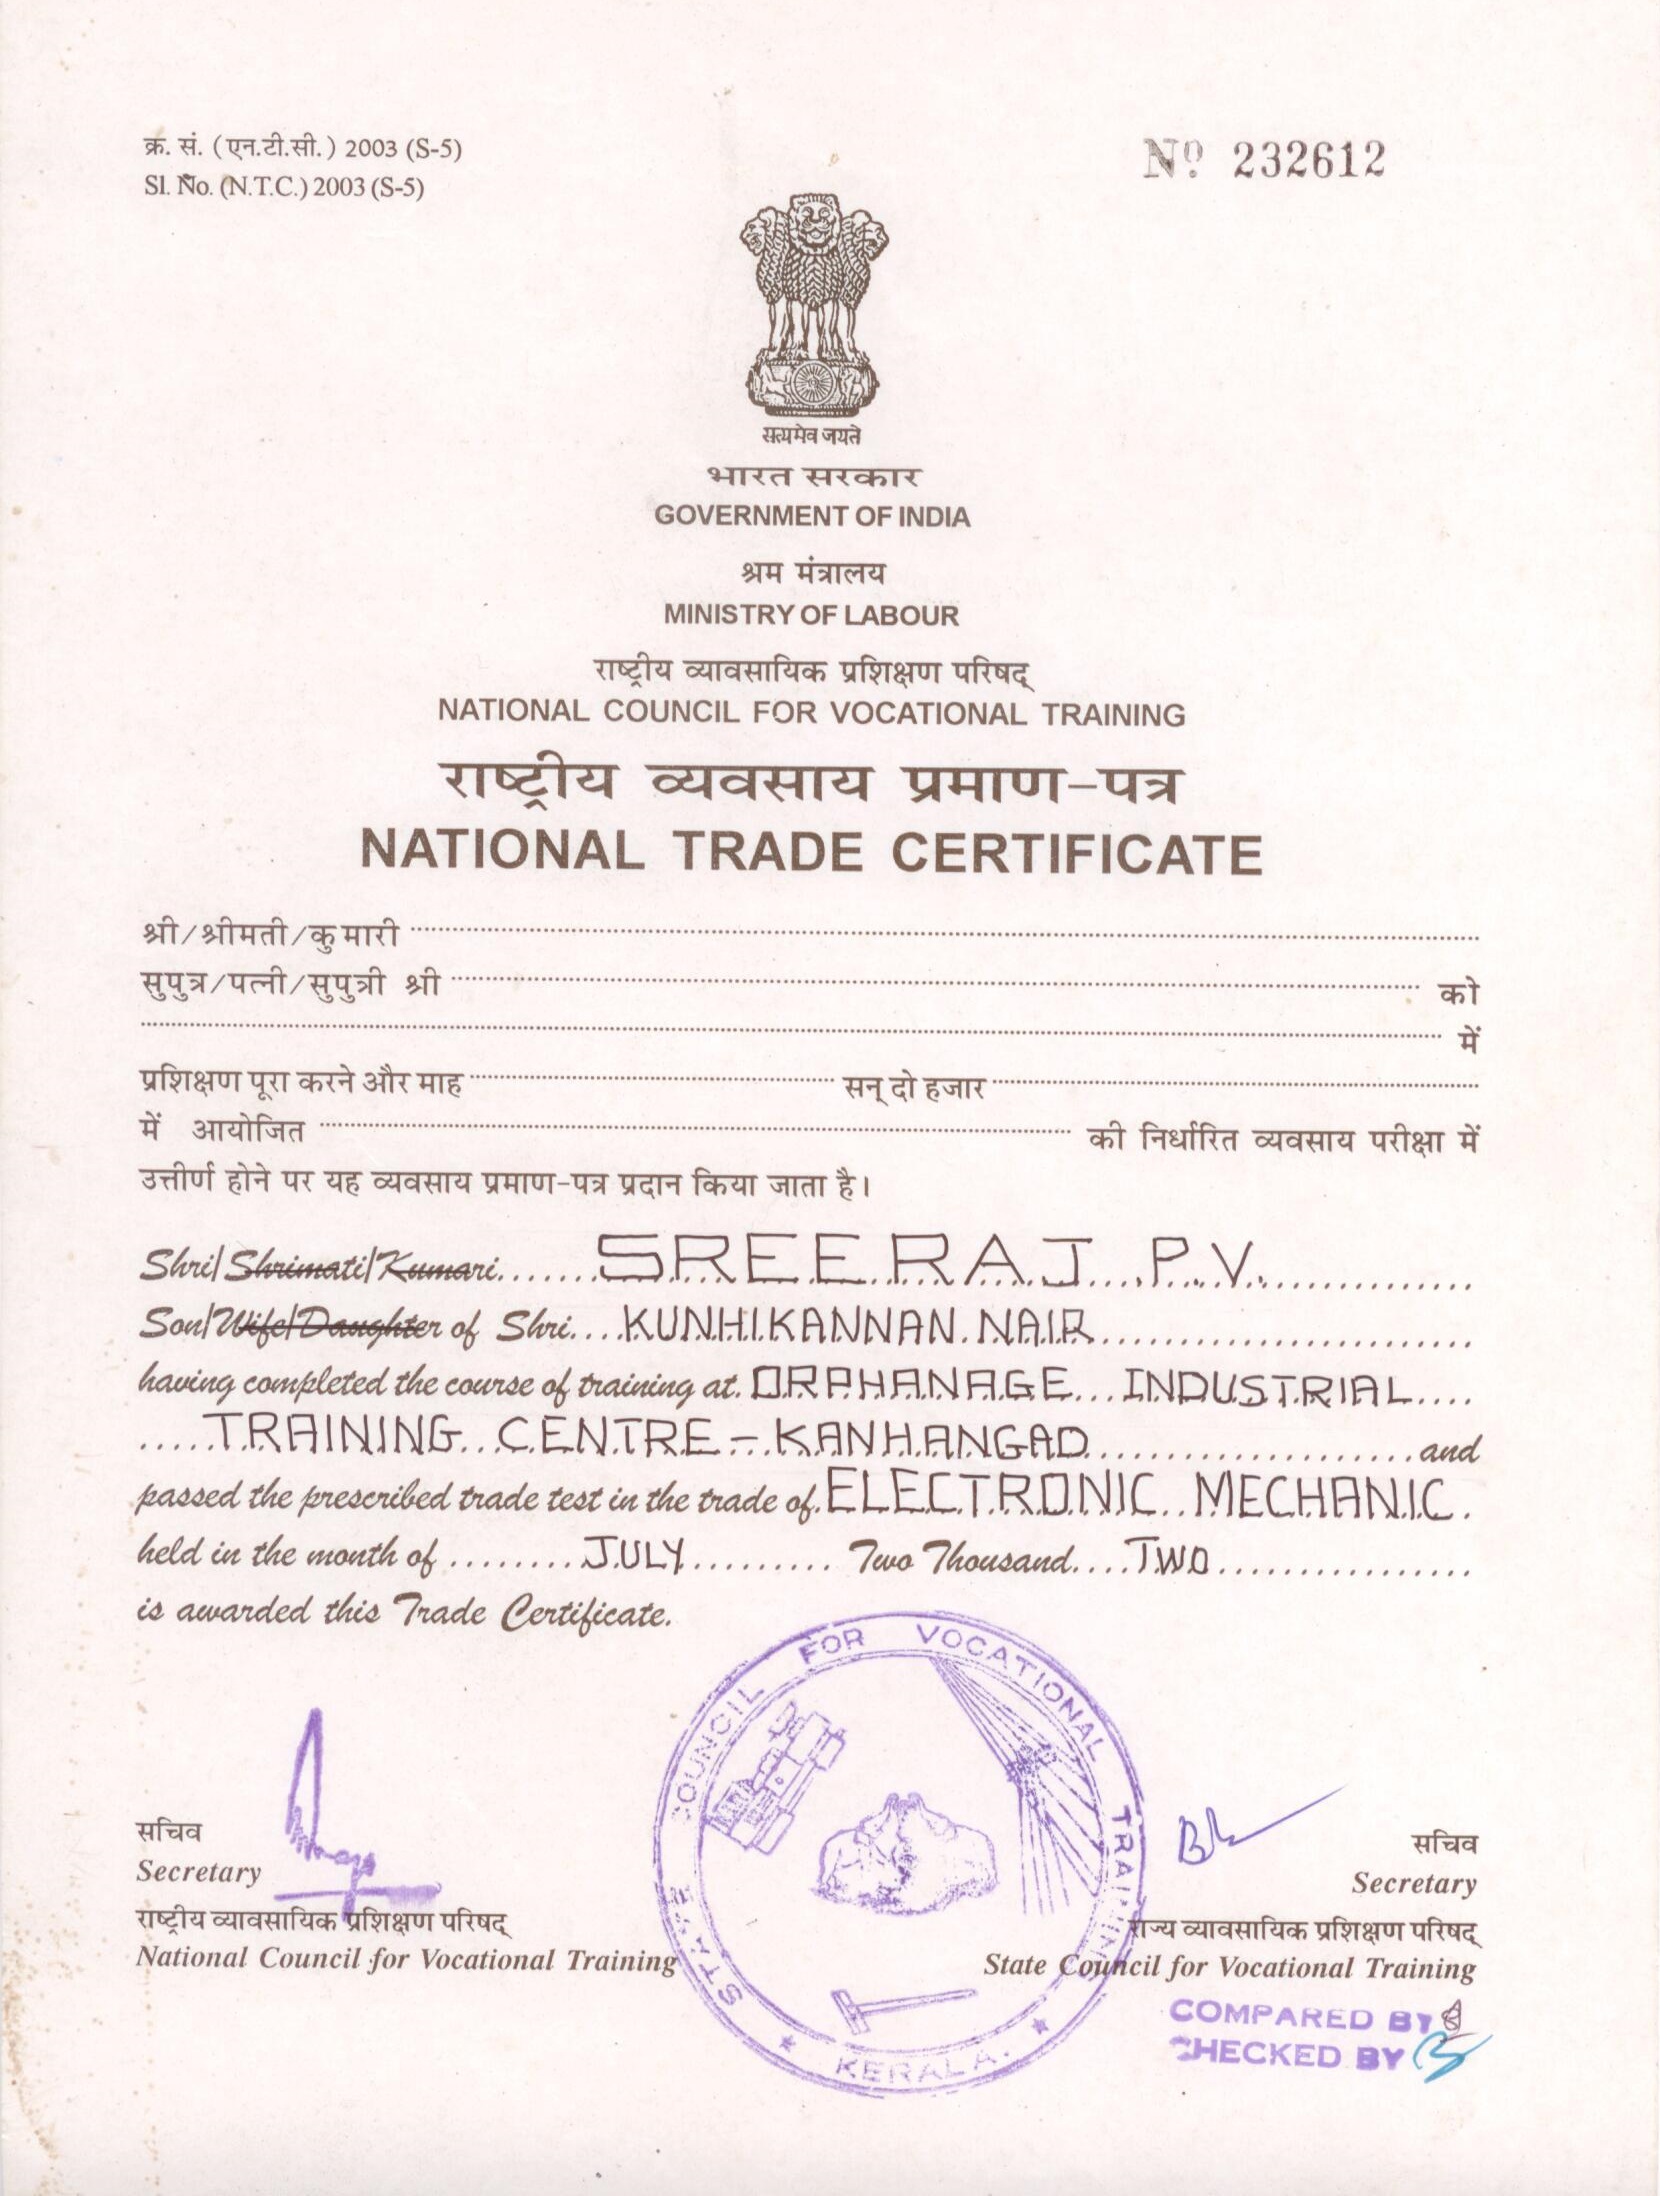 क्र. सं. (एन.टी.सी.) 2003 (S-5)
Sl. No. (N.T.C.) 2003 (S-5)
Nº 232612
सत्यमेव जयते
भारत सरकार
GOVERNMENT OF INDIA
श्रम मंत्रालय
MINISTRY OF LABOUR
राष्ट्रीय व्यावसायिक प्रशिक्षण परिषद्
NATIONAL COUNCIL FOR VOCATIONAL TRAINING
राष्ट्रीय व्यवसाय प्रमाण-पत्र
NATIONAL TRADE CERTIFICATE
श्री/श्रीमती/कुमारी
सुपुत्र/पत्नी/सुपुत्री श्री को
में
प्रशिक्षण पूरा करने और माह सन् दो हजार
में आयोजित की निर्धारित व्यवसाय परीक्षा में
उत्तीर्ण होने पर यह व्यवसाय प्रमाण-पत्र प्रदान किया जाता है।
Shri/Shrimati/Kumari SREERAJ P.V.
Son/Wife/Daughter of Shri KUNHIKANNAN NAIR
having completed the course of training at ORPHANAGE INDUSTRIAL
TRAINING CENTRE - KANHANGAD and
passed the prescribed trade test in the trade of ELECTRONIC MECHANIC
held in the month of JULY Two Thousand TWO
is awarded this Trade Certificate.
STATE COUNCIL FOR VOCATIONAL TRAINING
KERALA.
सचिव
Secretary
राष्ट्रीय व्यावसायिक प्रशिक्षण परिषद्
National Council for Vocational Training
सचिव
Secretary
राज्य व्यावसायिक प्रशिक्षण परिषद्
State Council for Vocational Training
COMPARED BY
CHECKED BY